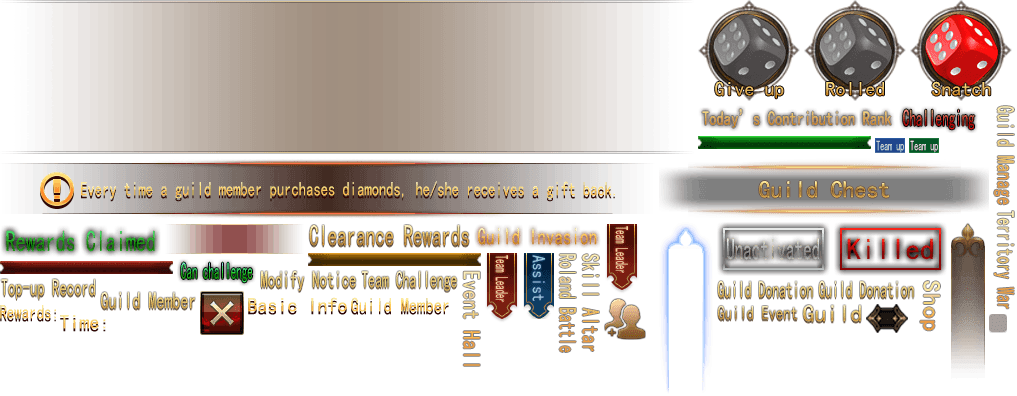 Give up
Rolled
Snatch
Today's Contribution Rank
Challenging
Team up
Team up
Guild Manage Territory War
Every time a guild member purchases diamonds, he/she receives a gift back.
Guild Chest
Rewards Claimed
Clearance Rewards
Guild Invasion
Team Leader
Unactivated
Killed
Can challenge
Modify Notice
Team Challenge
Event Hall
Team Leader
Assist
Roland Battle
Skill Altar
Top-up Record
Guild Member
Rewards:
Time:
Basic Info
Guild Member
Guild Donation
Guild Donation
Shop
Guild Event
Guild